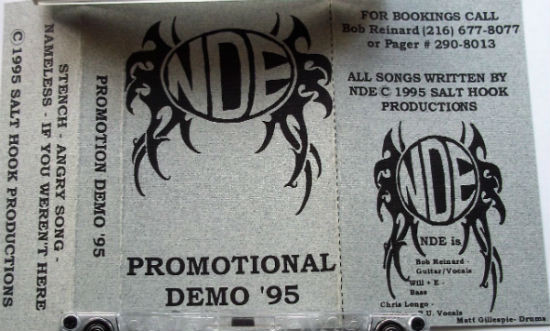 © 1995 SALT HOOK PRODUCTIONS
STENCH - ANGRY SONG -
NAMELESS - IF YOU WEREN'T HERE
PROMOTION DEMO '95
NDE
PROMOTIONAL
DEMO '95
FOR BOOKINGS CALL
Bob Reinard (216) 677-8077
or Pager # 290-8013
ALL SONGS WRITTEN BY
NDE © 1995 SALT HOOK
PRODUCTIONS
NDE
NDE is
Bob Reinard -
Guitar/Vocals
Will + E -
Bass
Chris Longo -
B.U. Vocals
Matt Gillespie- Drums